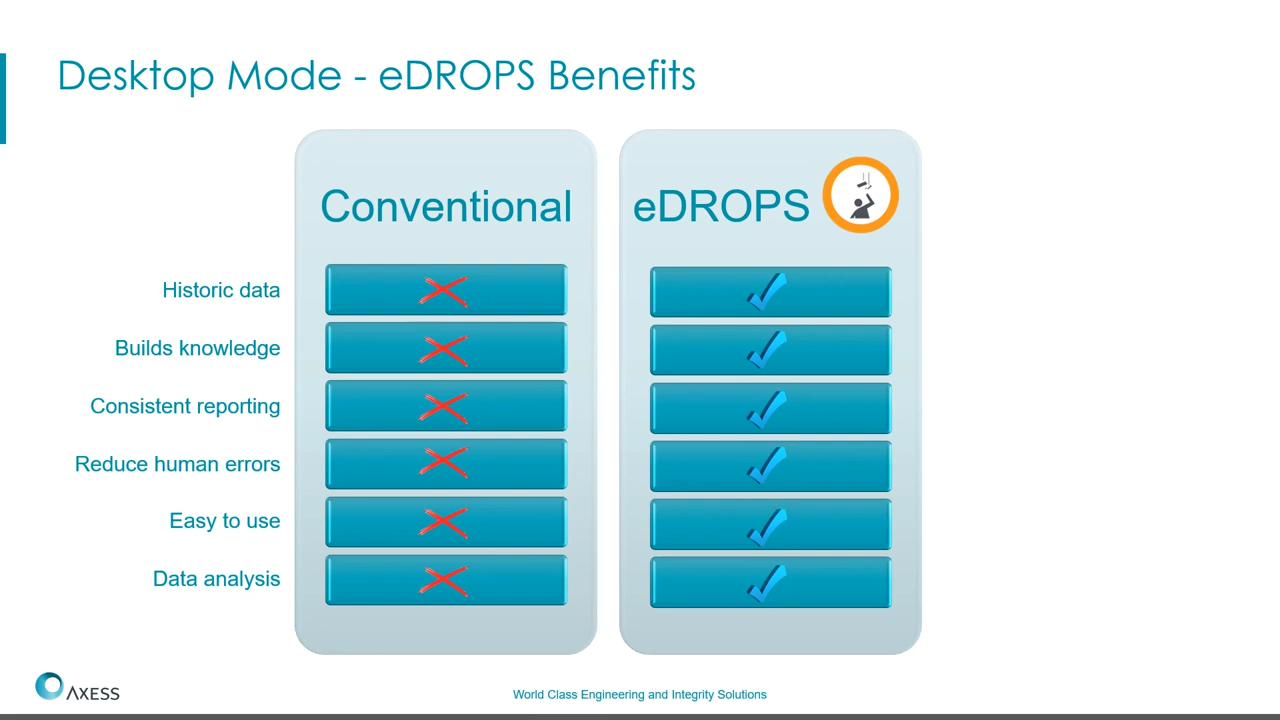 Desktop Mode - eDROPS Benefits
Conventional
eDROPS
Historic data
Builds knowledge
Consistent reporting
Reduce human errors
Easy to use
Data analysis
AXESS
World Class Engineering and Integrity Solutions